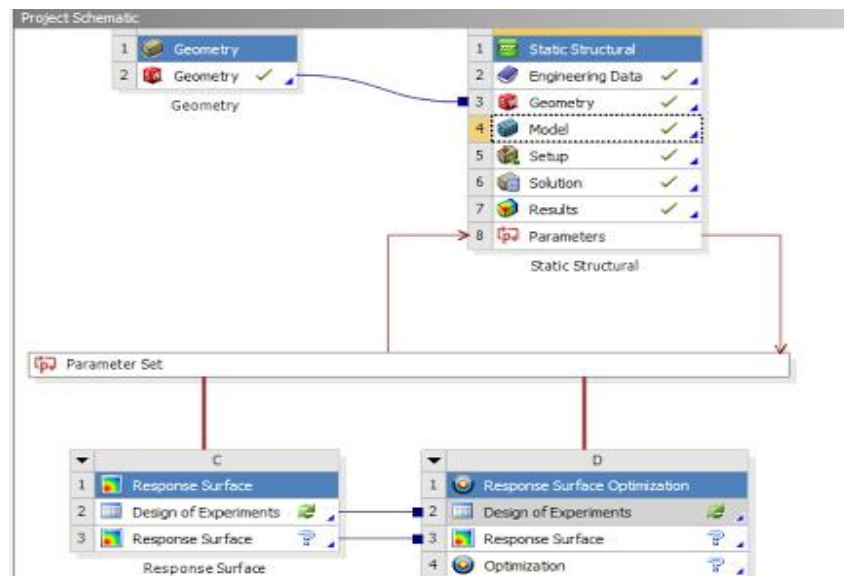 Project Schematic
1 Geometry
2 Geometry
Geometry
1 Static Structural
2 Engineering Data
3 Geometry
4 Model
5 Setup
6 Solution
7 Results
8 Parameters
Static Structural
Parameter Set
C
1 Response Surface
2 Design of Experiments
3 Response Surface
Response Surface
D
1 Response Surface Optimization
2 Design of Experiments
3 Response Surface
4 Optimization